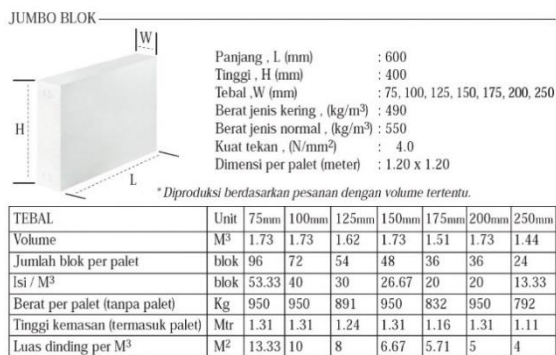 JUMBO BLOK
W
H
L
Panjang , L (mm) : 600
Tinggi , H (mm) : 400
Tebal ,W (mm) : 75, 100, 125, 150, 175, 200, 250
Berat jenis kering , (kg/m³) : 490
Berat jenis normal , (kg/m³) : 550
Kuat tekan , (N/mm²) : 4.0
Dimensi per palet (meter) : 1.20 x 1.20
* Diproduksi berdasarkan pesanan dengan volume tertentu.
TEBAL Unit 75mm 100mm 125mm 150mm 175mm 200mm 250mm
Volume M³ 1.73 1.73 1.62 1.73 1.51 1.73 1.44
Jumlah blok per palet blok 96 72 54 48 36 36 24
Isi / M³ blok 53.33 40 30 26.67 20 20 13.33
Berat per palet (tanpa palet) Kg 950 950 891 950 832 950 792
Tinggi kemasan (termasuk palet) Mtr 1.31 1.31 1.24 1.31 1.16 1.31 1.11
Luas dinding per M³ M² 13.33 10 8 6.67 5.71 5 4